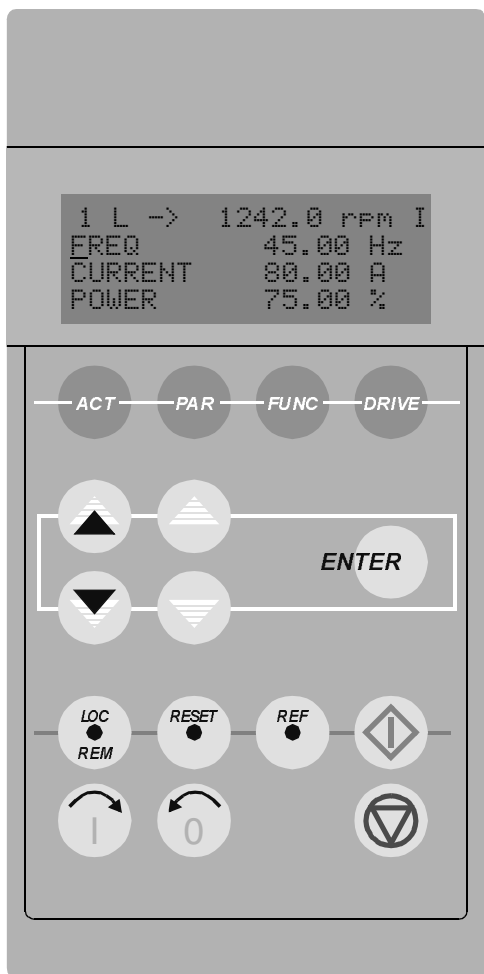 1 L -> 1242.0 rpm I
FREQ 45.00 Hz
CURRENT 80.00 A
POWER 75.00 %
ACT PAR FUNC DRIVE
ENTER
LOC RESET REF
REM
I 0